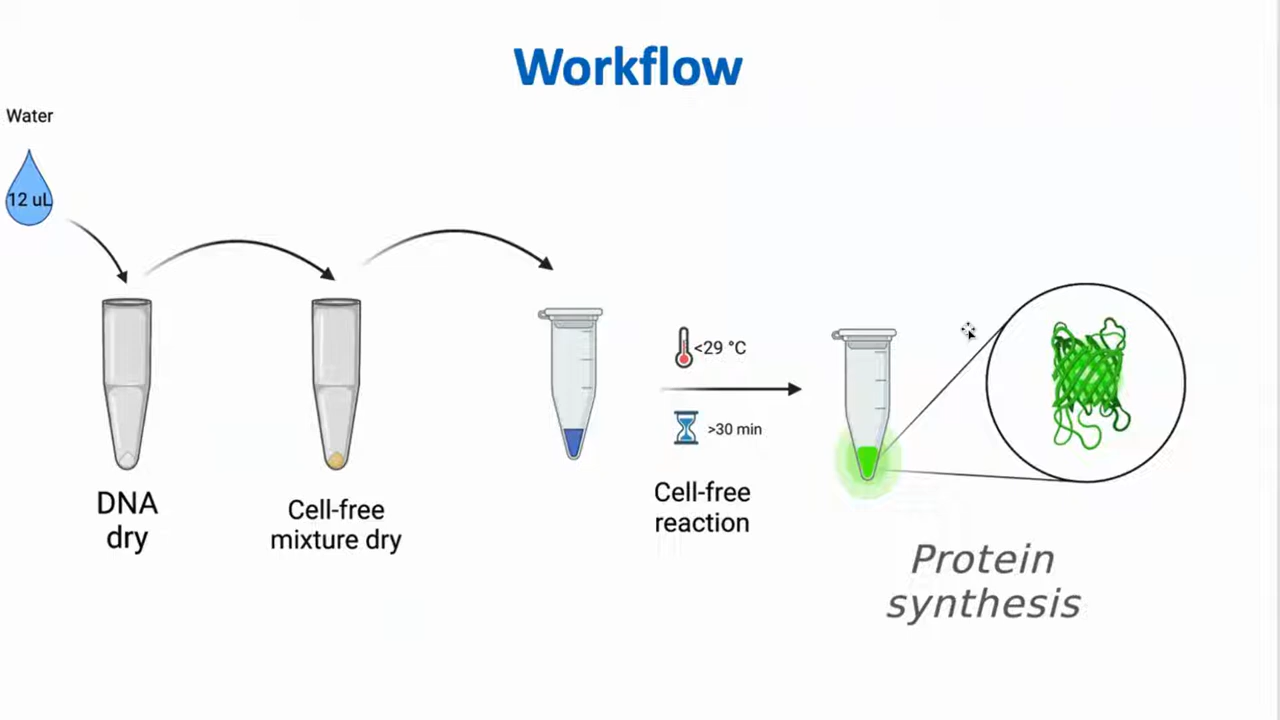 Workflow
Water
12 uL
<29 °C
>30 min
DNA
dry
Cell-free
mixture dry
Cell-free
reaction
Protein
synthesis